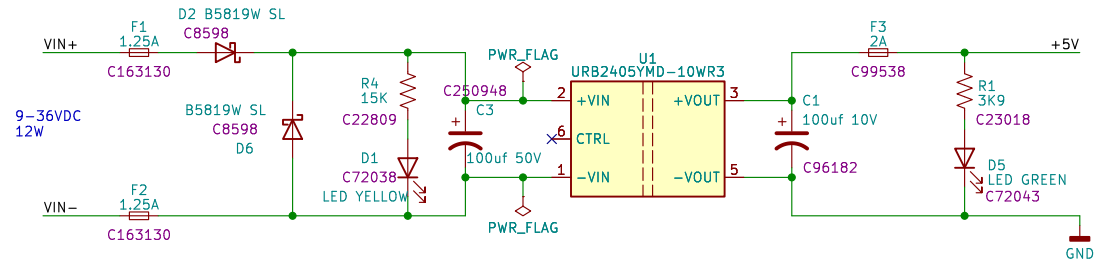 D2 B5819W SL
C8598
F1
1.25A
VIN+
C163130
B5819W SL
C8598
D6
9-36VDC
12W
R4
15K
C22809
D1
C72038
LED YELLOW
VIN-
F2
1.25A
C163130
PWR_FLAG
C250948
C3
+
100uf 50V
PWR_FLAG
U1
URB2405YMD-10WR3
2
+VIN
6
CTRL
1
-VIN
3
+VOUT
5
-VOUT
C1
+
100uf 10V
C96182
F3
2A
C99538
+5V
R1
3K9
C23018
D5
LED GREEN
C72043
GND